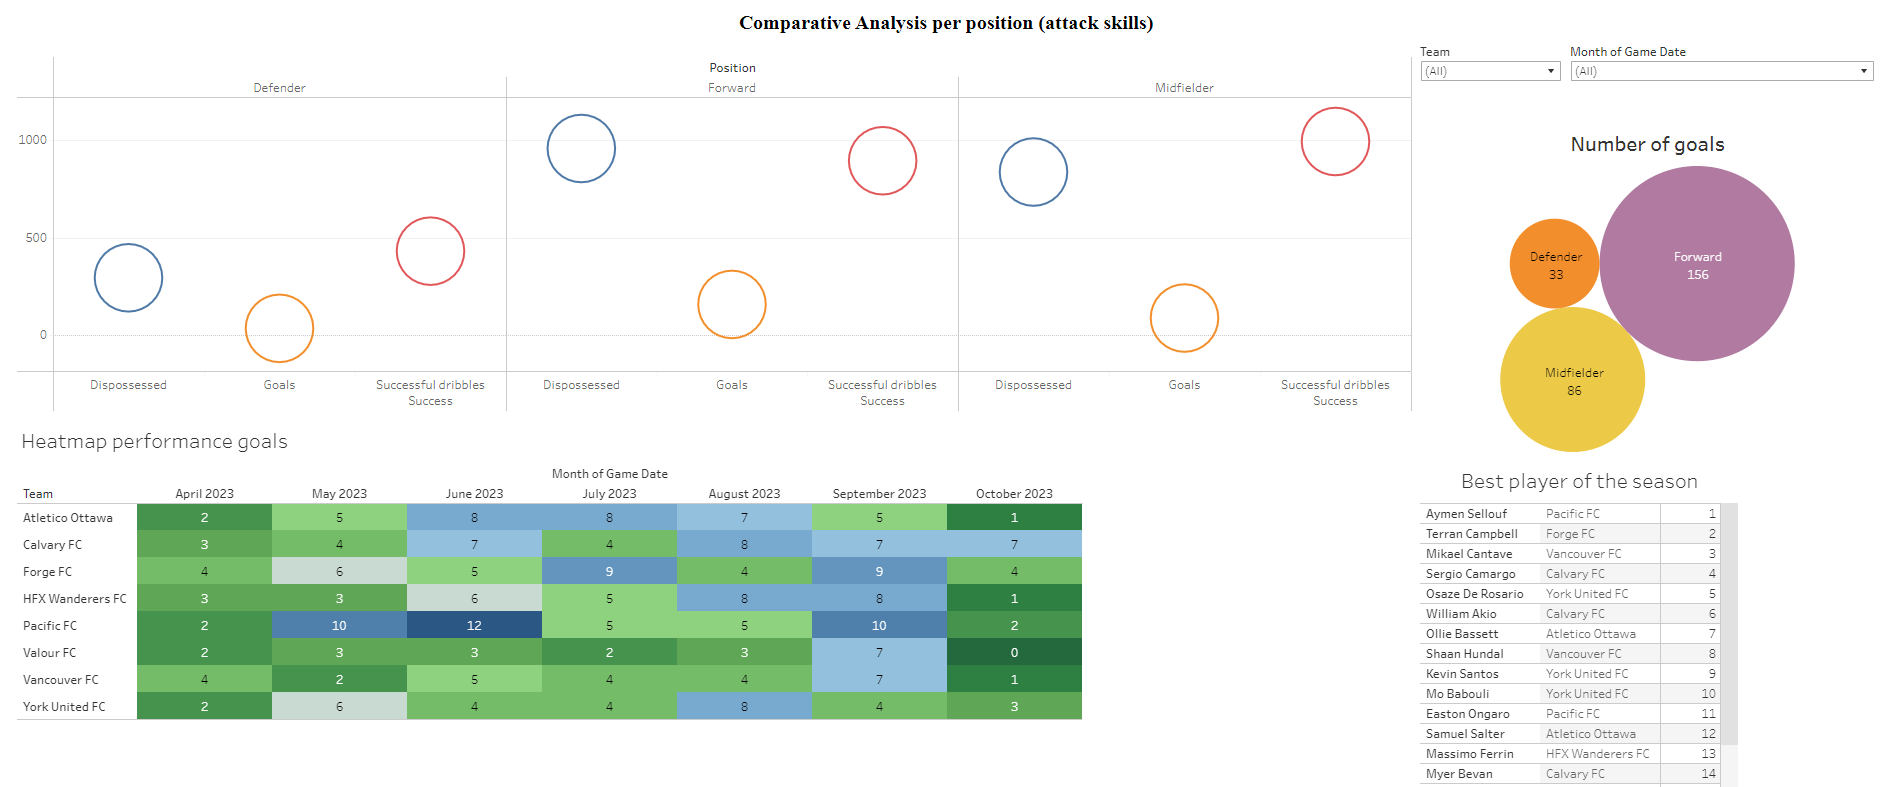 Comparative Analysis per position (attack skills)
Team
Month of Game Date
(All)
(All)
Position
Defender
Forward
Midfielder
1000
500
0
Dispossessed
Goals
Successful dribbles
Success
Dispossessed
Goals
Successful dribbles
Success
Dispossessed
Goals
Successful dribbles
Success
Number of goals
Defender
33
Forward
156
Midfielder
86
Heatmap performance goals
Month of Game Date
Team April 2023 May 2023 June 2023 July 2023 August 2023 September 2023 October 2023
Atletico Ottawa 2 5 8 8 7 5 1
Calvary FC 3 4 7 4 8 7 7
Forge FC 4 6 5 9 4 9 4
HFX Wanderers FC 3 3 6 5 8 8 1
Pacific FC 2 10 12 5 5 10 2
Valour FC 2 3 3 2 3 7 0
Vancouver FC 4 2 5 4 4 7 1
York United FC 2 6 4 4 8 4 3
Best player of the season
Aymen Sellouf Pacific FC 1
Terran Campbell Forge FC 2
Mikael Cantave Vancouver FC 3
Sergio Camargo Calvary FC 4
Osaze De Rosario York United FC 5
William Akio Calvary FC 6
Ollie Bassett Atletico Ottawa 7
Shaan Hundal Vancouver FC 8
Kevin Santos York United FC 9
Mo Babouli York United FC 10
Easton Ongaro Pacific FC 11
Samuel Salter Atletico Ottawa 12
Massimo Ferrin HFX Wanderers FC 13
Myer Bevan Calvary FC 14